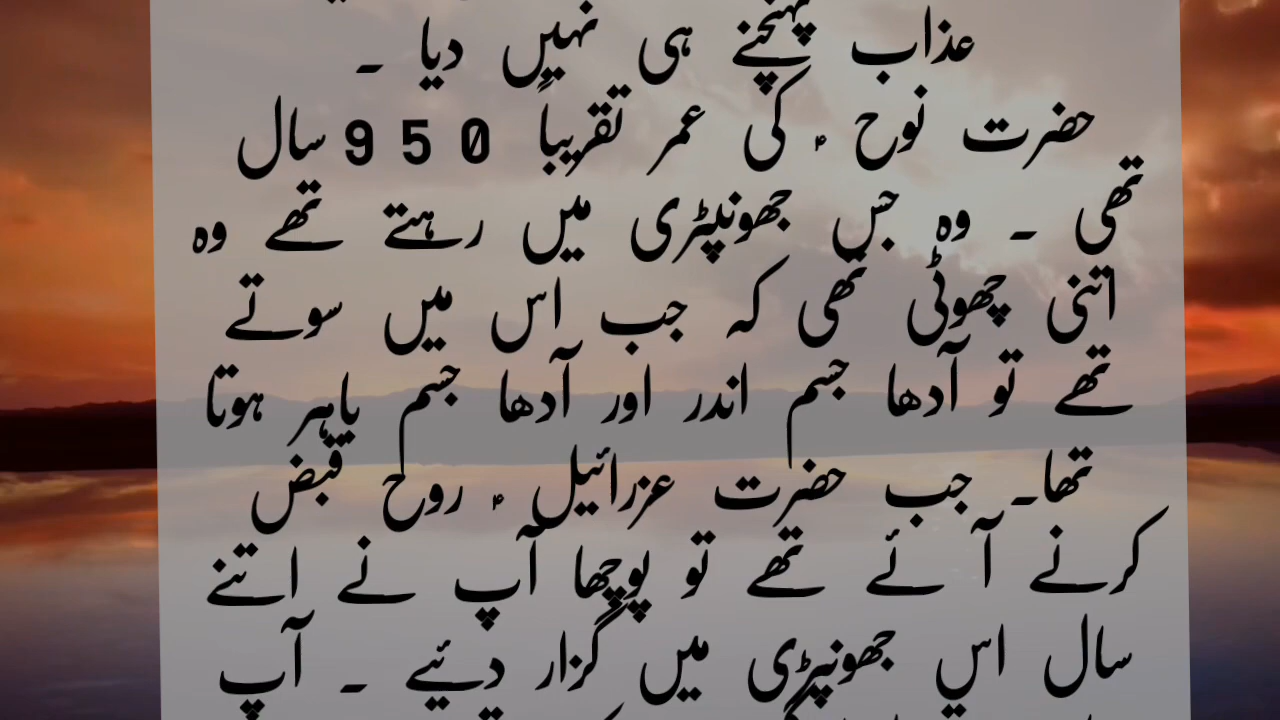 عذاب پہنچنے ہی نہیں دیا ۔
حضرت نوح ؑ کی عمر تقریباً 950 سال
تھی ۔ وہ جس جھونپڑی میں رہتے تھے وہ
اتنی چھوٹی تھی کہ جب اس میں سوتے
تھے تو آدھا جسم اندر اور آدھا جسم باہر ہوتا
تھا۔ جب حضرت عزرائیل ؑ روح قبض
کرنے آئے تھے تو پوچھا آپ نے اتنے
سال اس جھونپڑی میں گزار دئیے ۔ آپ